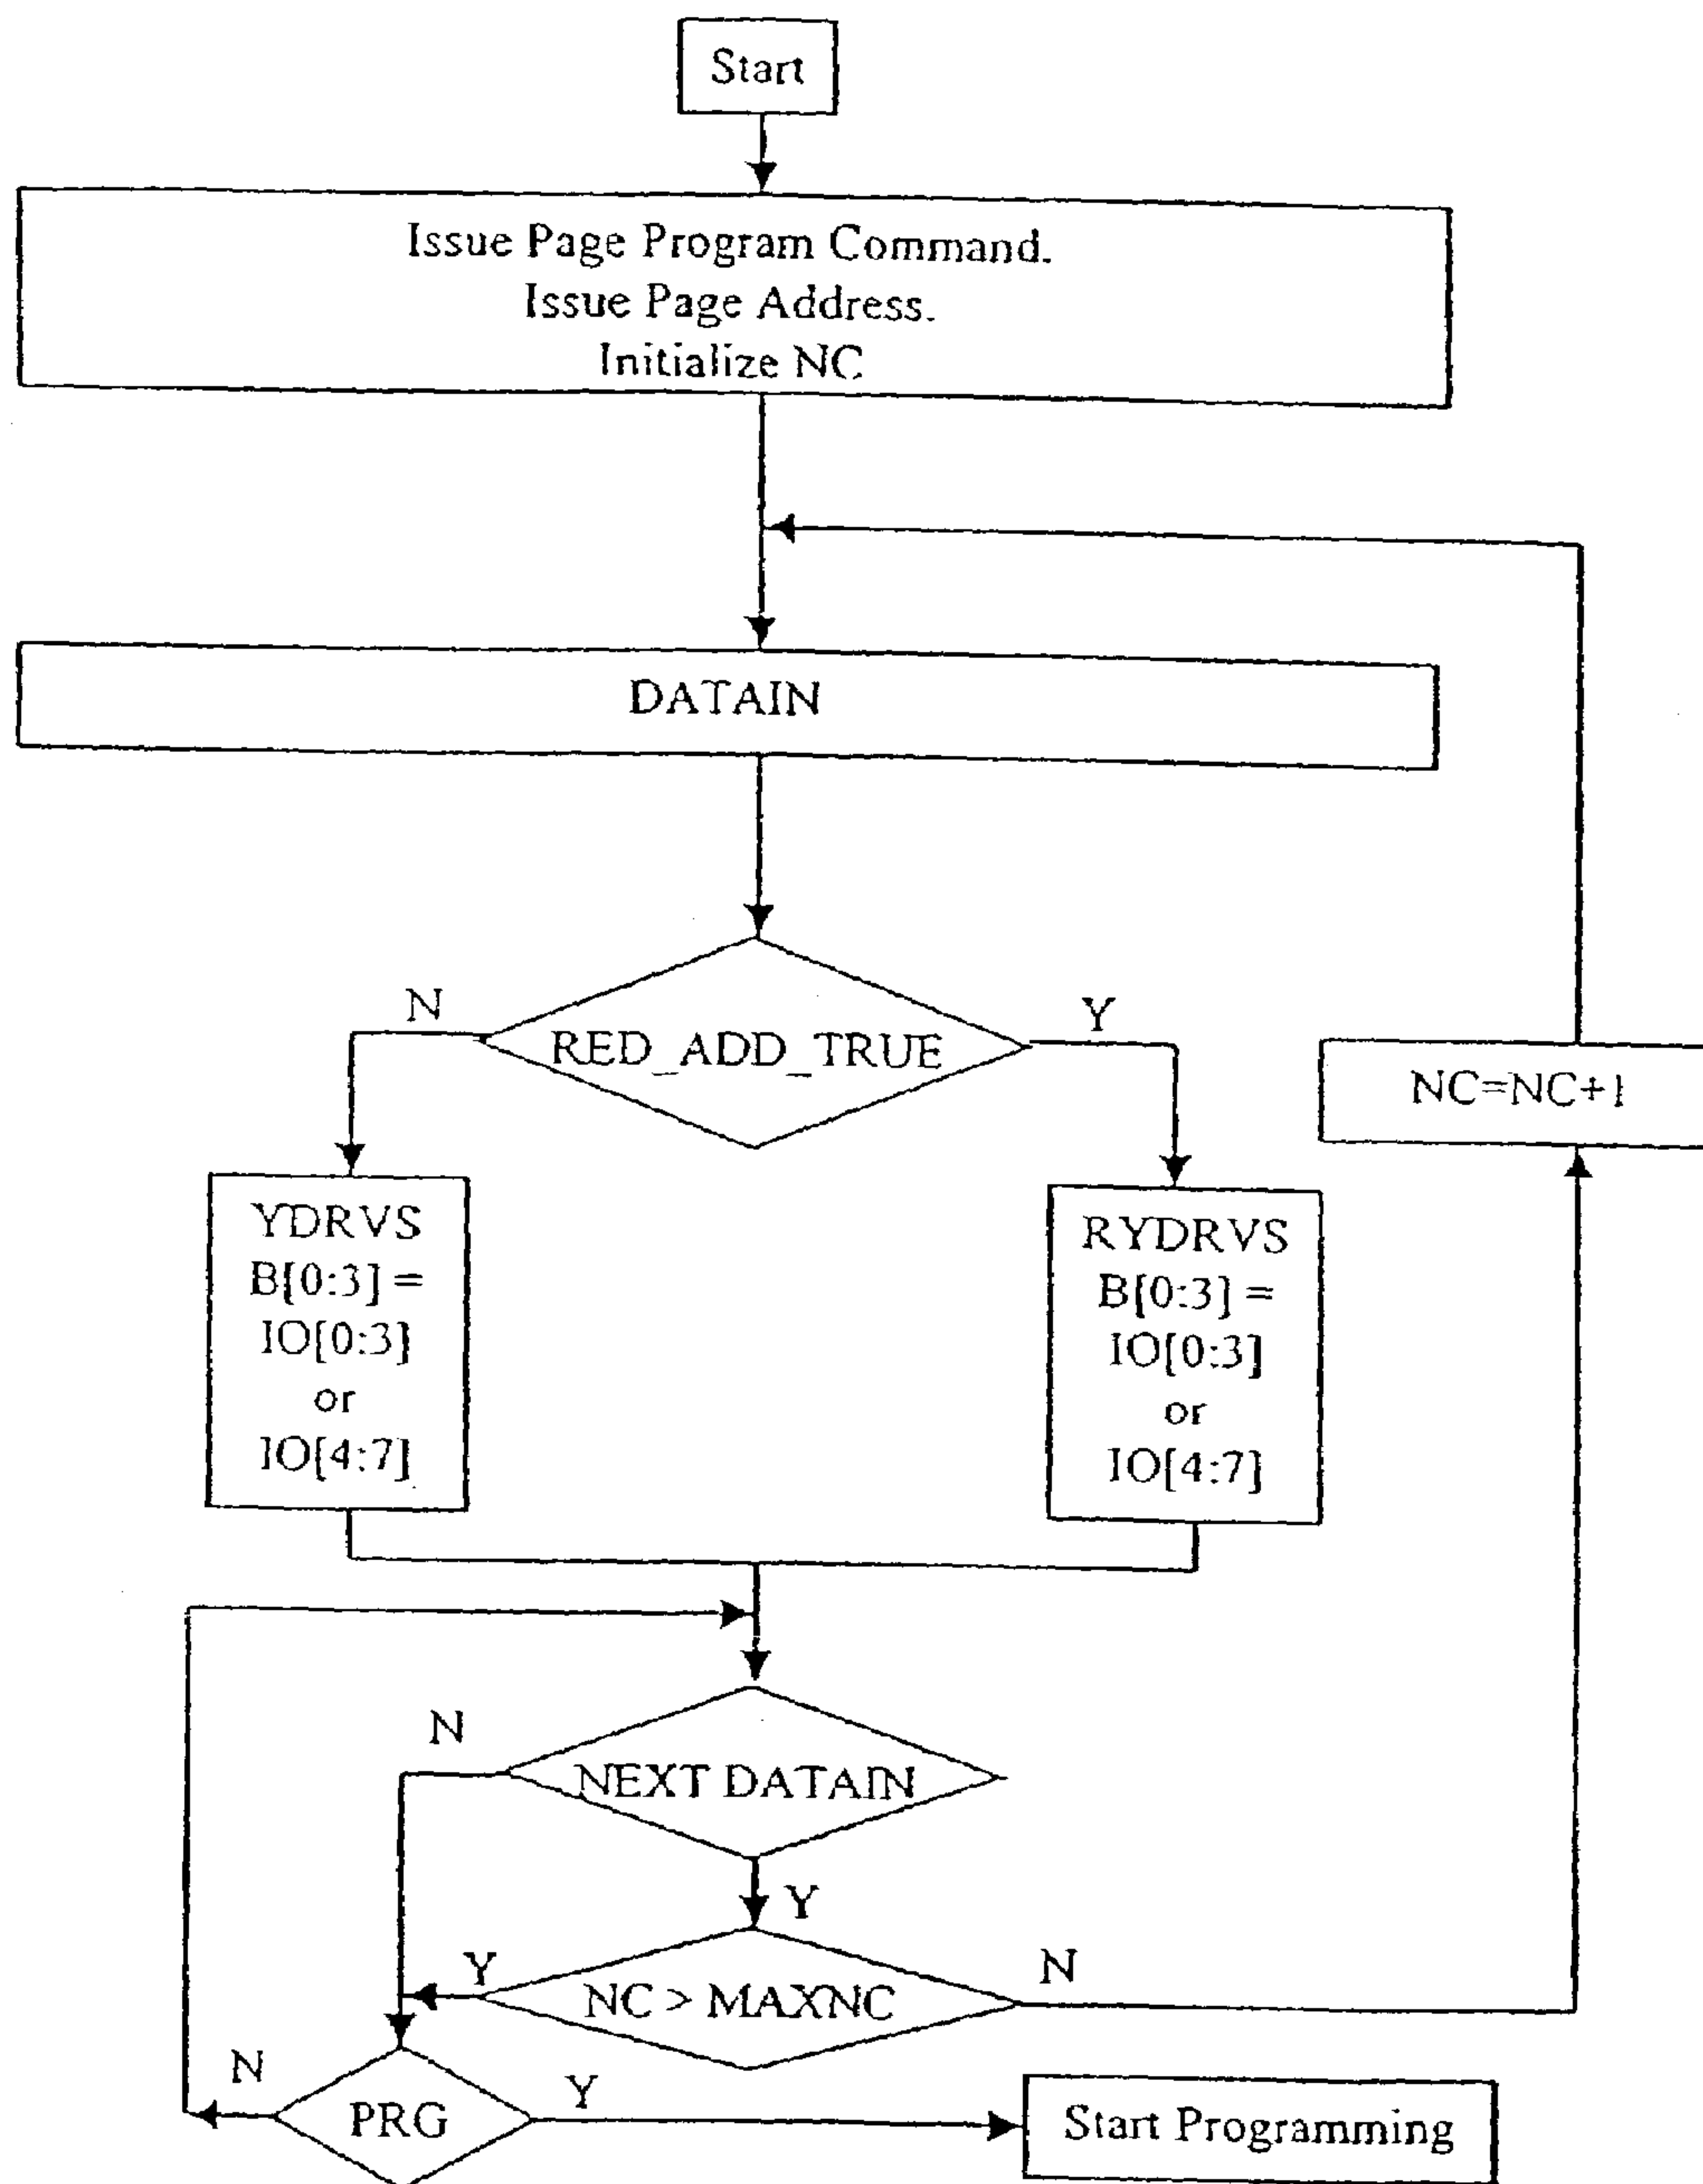 Start
Issue Page Program Command.
Issue Page Address.
Initialize NC
DATAIN
N
Y
RED_ADD_TRUE
NC=NC+1
YDRVS
B[0:3] =
IO[0:3]
or
IO[4:7]
RYDRVS
B[0:3] =
IO[0:3]
or
IO[4:7]
N
NEXT DATAIN
Y
Y
NC > MAXNC
N
N
PRG
Y
Start Programming